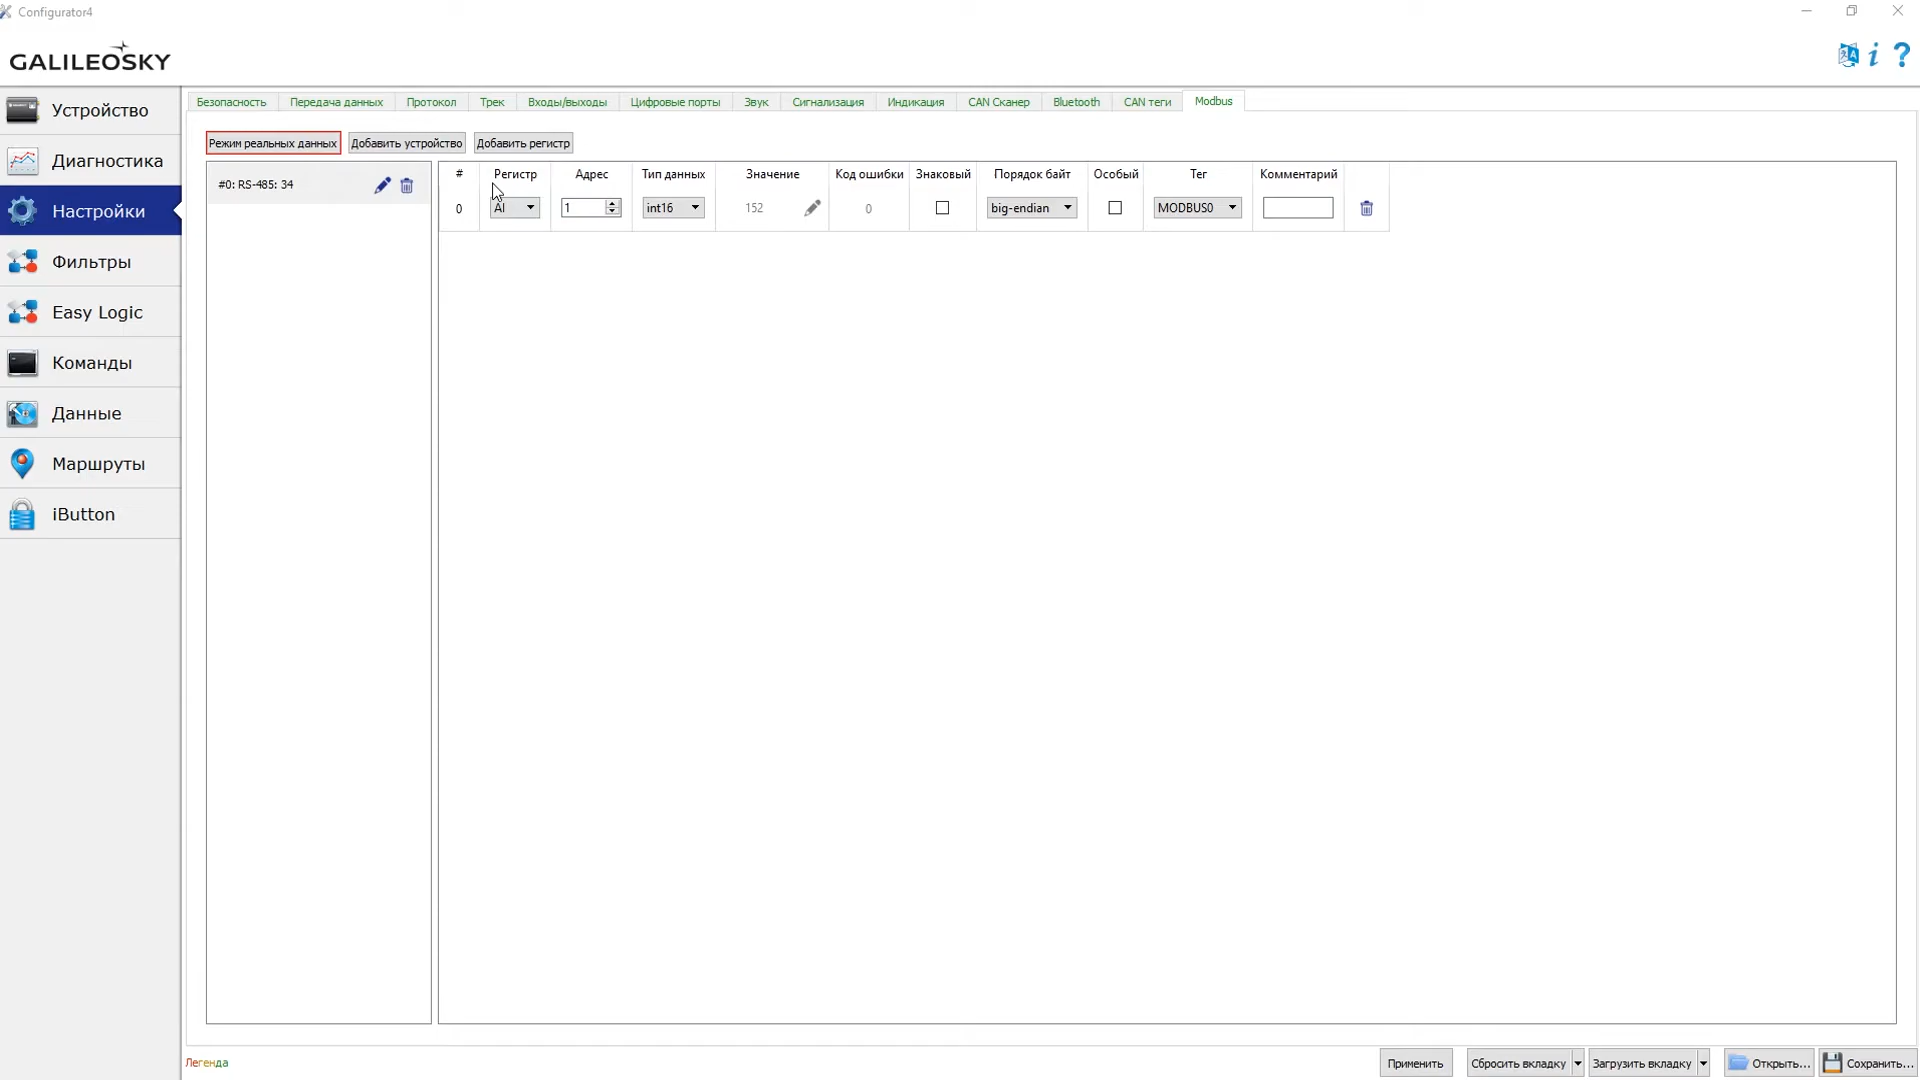 Configurator4
GALILEOSKY
Устройство
Диагностика
Настройки
Фильтры
Easy Logic
Команды
Данные
Маршруты
iButton
Безопасность Передача данных Протокол Трек Входы/выходы Цифровые порты Звук Сигнализация Индикация CAN Сканер Bluetooth CAN теги Modbus
Режим реальных данных Добавить устройство Добавить регистр
#0: RS-485: 34
# Регистр Адрес Тип данных Значение Код ошибки Знаковый Порядок байт Особый Тег Комментарий
0 AI 1 int16 152 0 big-endian MODBUS0
Легенда
Применить Сбросить вкладку Загрузить вкладку Открыть... Сохранить...